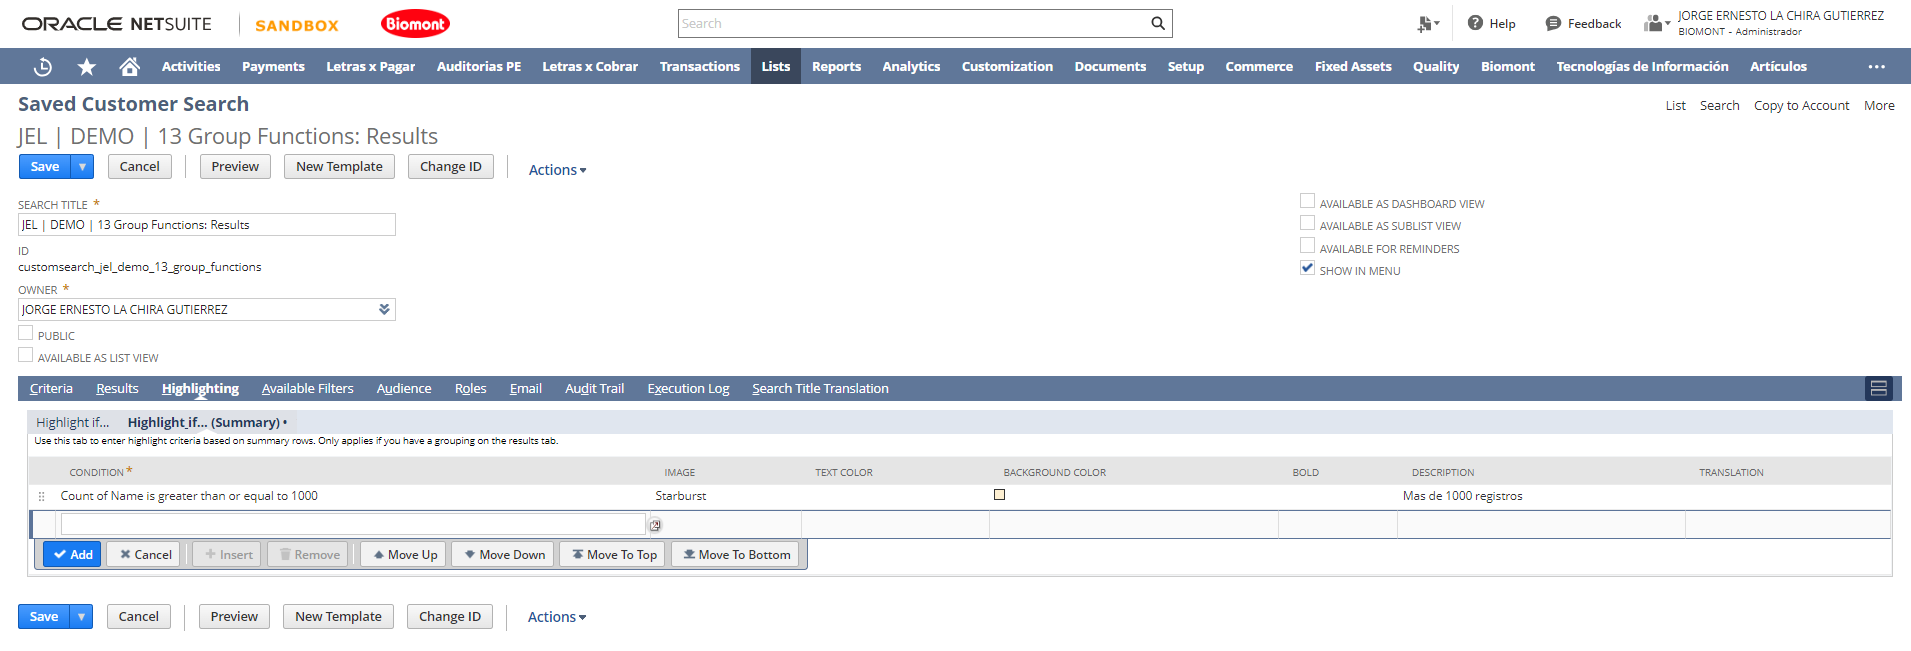 ORACLE NETSUITE SANDBOX Biomont Search Help Feedback JORGE ERNESTO LA CHIRA GUTIERREZ
BIOMONT - Administrador
Activities Payments Letras x Pagar Auditorias PE Letras x Cobrar Transactions Lists Reports Analytics Customization Documents Setup Commerce Fixed Assets Quality Biomont Tecnologías de Información Artículos
Saved Customer Search List Search Copy to Account More
JEL | DEMO | 13 Group Functions: Results
Save Cancel Preview New Template Change ID Actions
SEARCH TITLE *
JEL | DEMO | 13 Group Functions: Results
ID
customsearch_jel_demo_13_group_functions
OWNER *
JORGE ERNESTO LA CHIRA GUTIERREZ
PUBLIC
AVAILABLE AS LIST VIEW
AVAILABLE AS DASHBOARD VIEW
AVAILABLE AS SUBLIST VIEW
AVAILABLE FOR REMINDERS
SHOW IN MENU
Criteria Results Highlighting Available Filters Audience Roles Email Audit Trail Execution Log Search Title Translation
Highlight if... Highlight if... (Summary) •
Use this tab to enter highlight criteria based on summary rows. Only applies if you have a grouping on the results tab.
CONDITION * IMAGE TEXT COLOR BACKGROUND COLOR BOLD DESCRIPTION TRANSLATION
Count of Name is greater than or equal to 1000 Starburst Mas de 1000 registros
Add Cancel Insert Remove Move Up Move Down Move To Top Move To Bottom
Save Cancel Preview New Template Change ID Actions